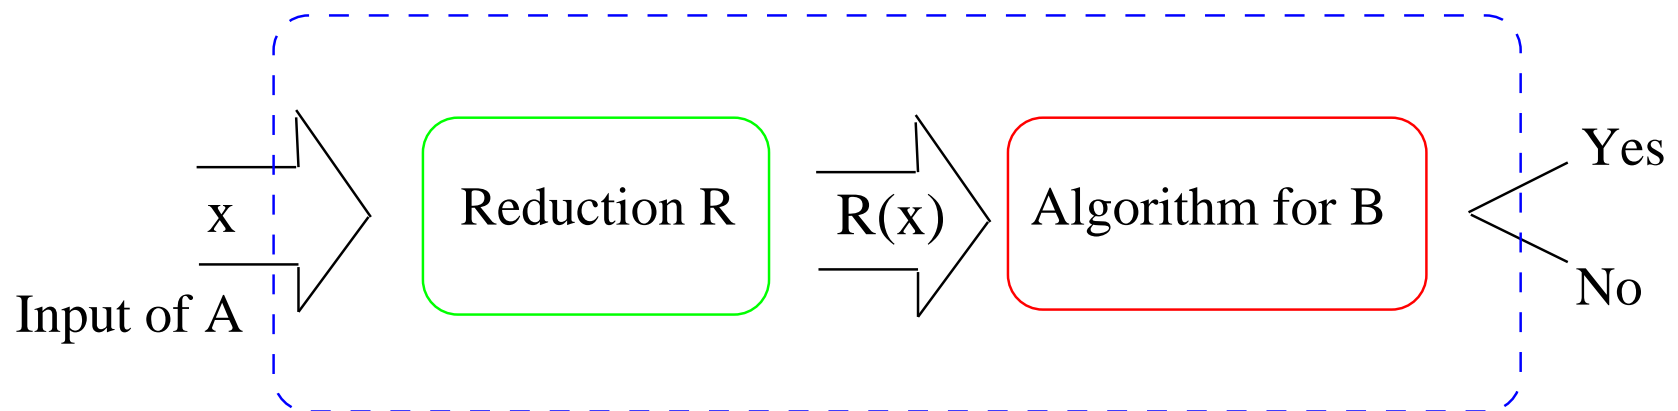 x
Input of A
Reduction R
R(x)
Algorithm for B
Yes
No